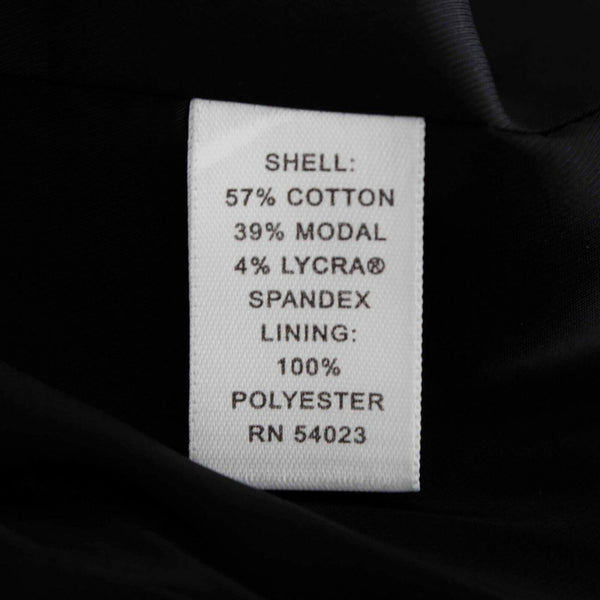 SHELL:
57% COTTON
39% MODAL
4% LYCRA®
SPANDEX
LINING:
100%
POLYESTER
RN 54023